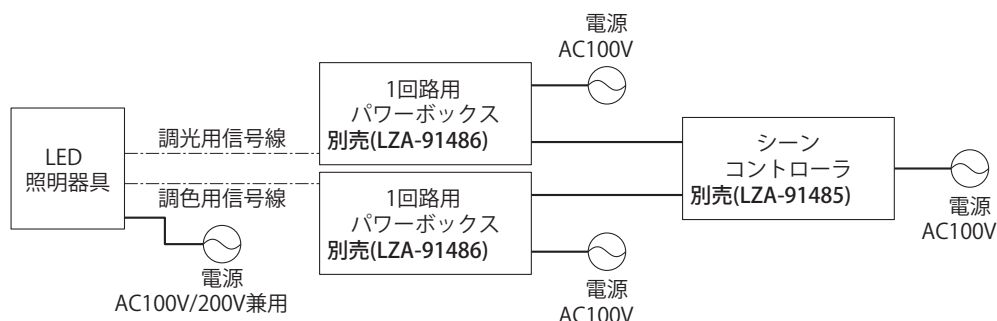 電源
AC100V
1回路用
パワーボックス
別売(LZA-91486)
LED
照明器具
調光用信号線
調色用信号線
シーン
コントローラ
別売(LZA-91485)
1回路用
パワーボックス
別売(LZA-91486)
電源
AC100V
電源
AC100V/200V兼用
電源
AC100V